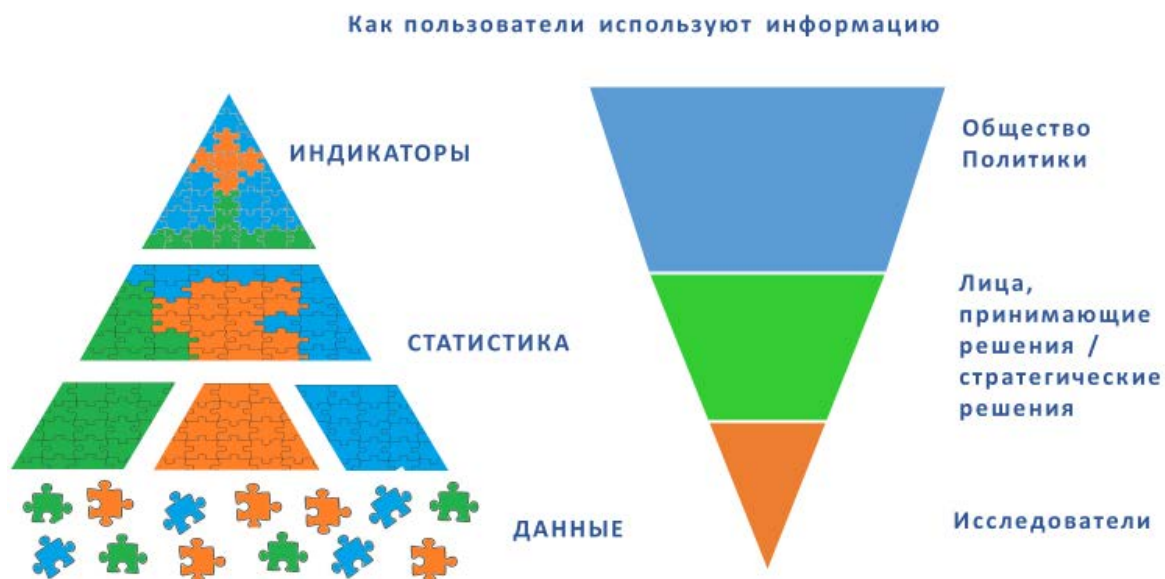 Как пользователи используют информацию
ИНДИКАТОРЫ
СТАТИСТИКА
ДАННЫЕ
Общество
Политики
Лица,
принимающие
решения /
стратегические
решения
Исследователи